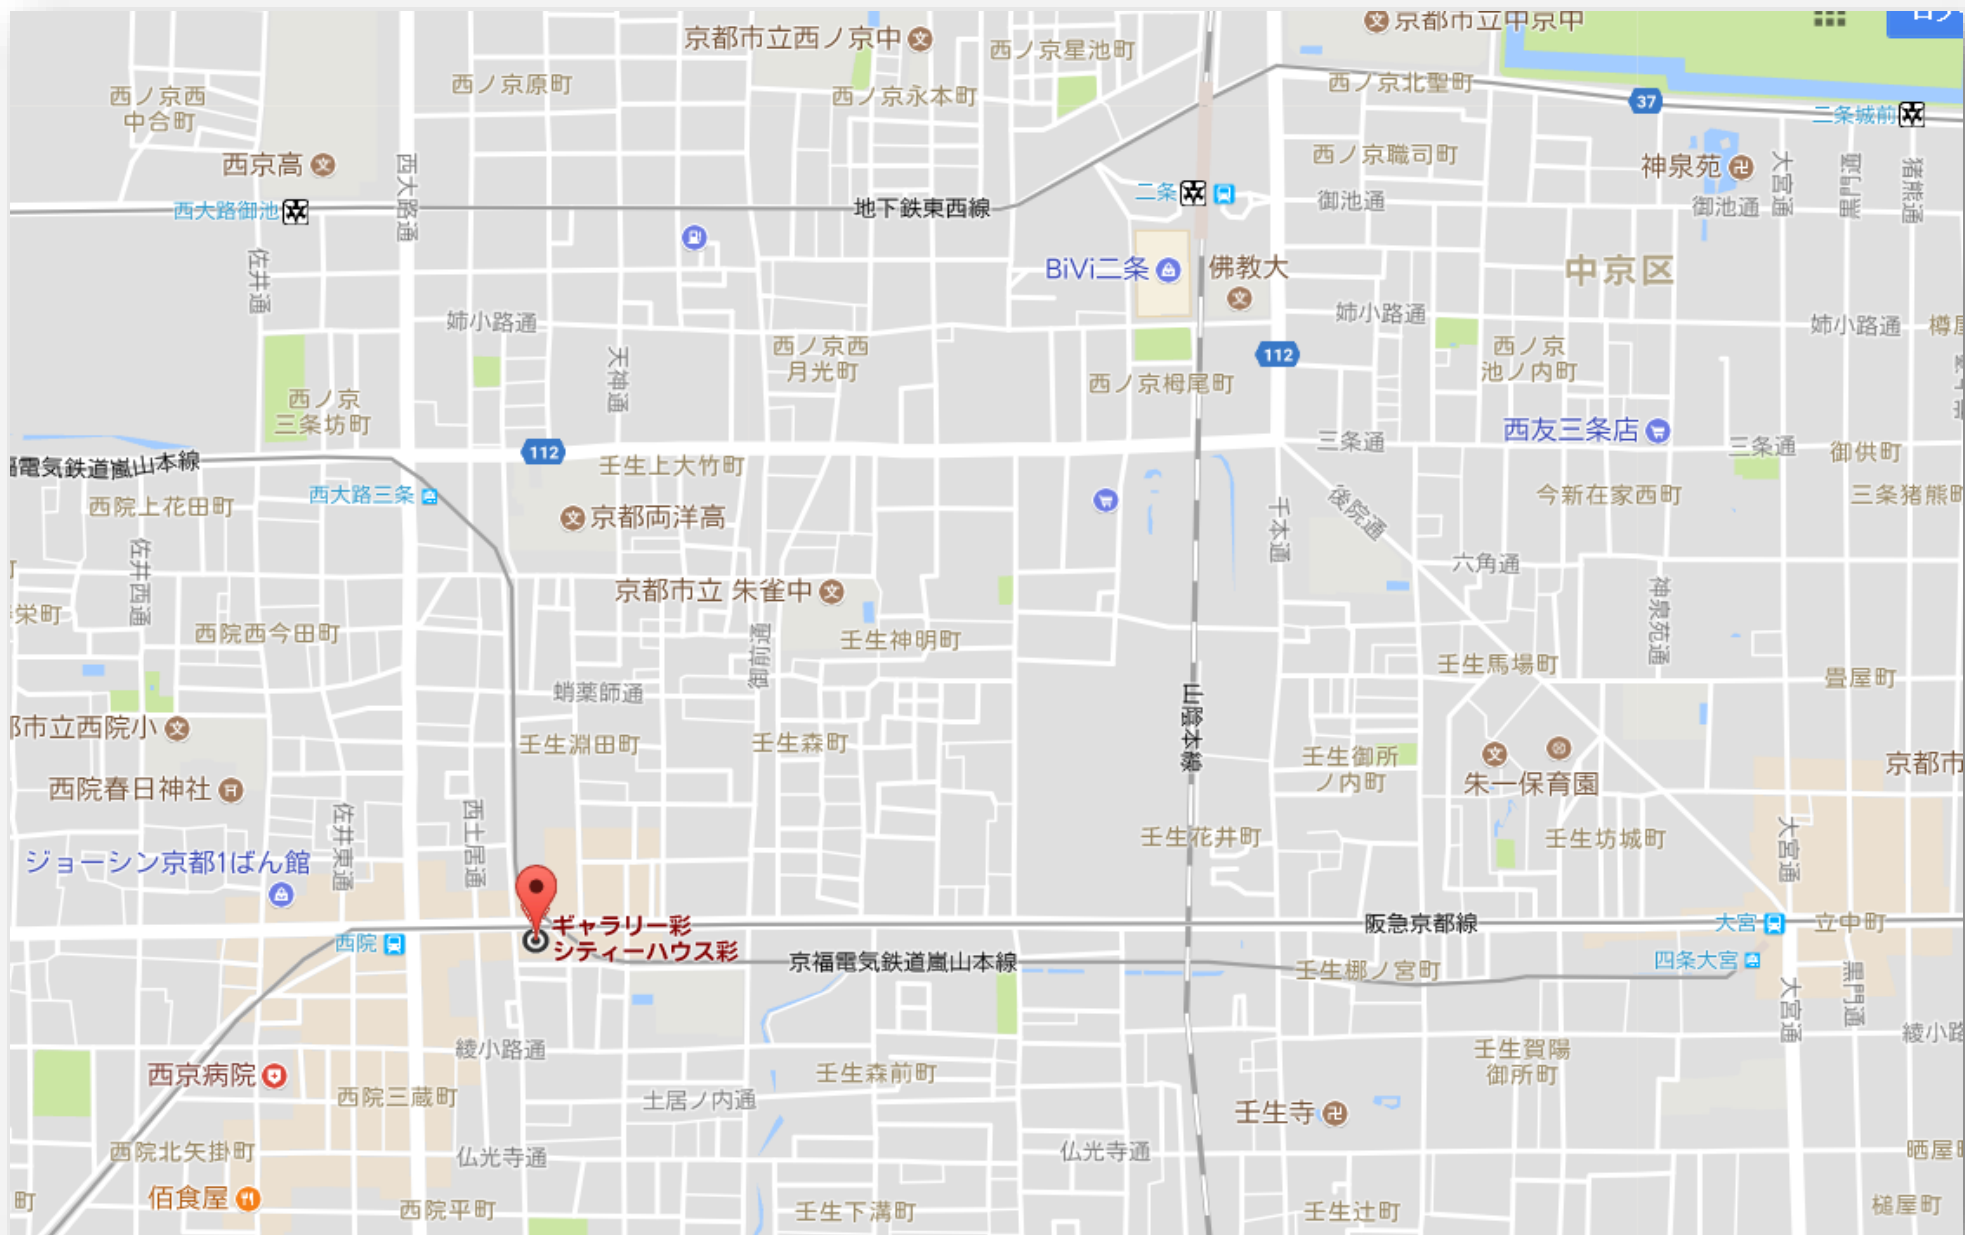 京都市立西ノ京中
西ノ京星池町
京都市立中京中
西ノ京西
中合町
西ノ京原町
西ノ京永本町
西ノ京北聖町
37
二条城前
西京高
西大路通
西ノ京職司町
神泉苑
大宮通
黒門通
猪熊通
西大路御池
地下鉄東西線
二条
御池通
御池通
佐井通
BiVi二条
佛教大
中京区
姉小路通
姉小路通
姉小路通
天神通
西ノ京西
月光町
112
西ノ京
池ノ内町
西ノ京栂尾町
西ノ京
三条坊町
西友三条店
三条通
三条通
御供町
112
電気鉄道嵐山本線
壬生上大竹町
西大路三条
西院上花田町
今新在家西町
三条猪熊町
京都両洋高
千本通
後院通
佐井西通
六角通
京都市立 朱雀中
神泉苑通
栄町
西院西今田町
御前通
壬生神明町
壬生馬場町
畳屋町
蛸薬師通
山陰本線
市立西院小
壬生淵田町
壬生森町
壬生御所
ノ内町
京都市
西院春日神社
朱一保育園
佐井東通
西土居通
壬生花井町
壬生坊城町
大宮通
ジョーシン京都1ばん館
ギャラリー彩
シティーハウス彩
阪急京都線
大宮
立中町
西院
京福電気鉄道嵐山本線
壬生梛ノ宮町
四条大宮
大宮通
黒門通
綾小路通
綾小路
西京病院
壬生森前町
壬生賀陽
御所町
西院三蔵町
土居ノ内通
壬生寺
西院北矢掛町
仏光寺通
仏光寺通
晒屋町
佰食屋
町
西院平町
壬生下溝町
壬生辻町
槌屋町